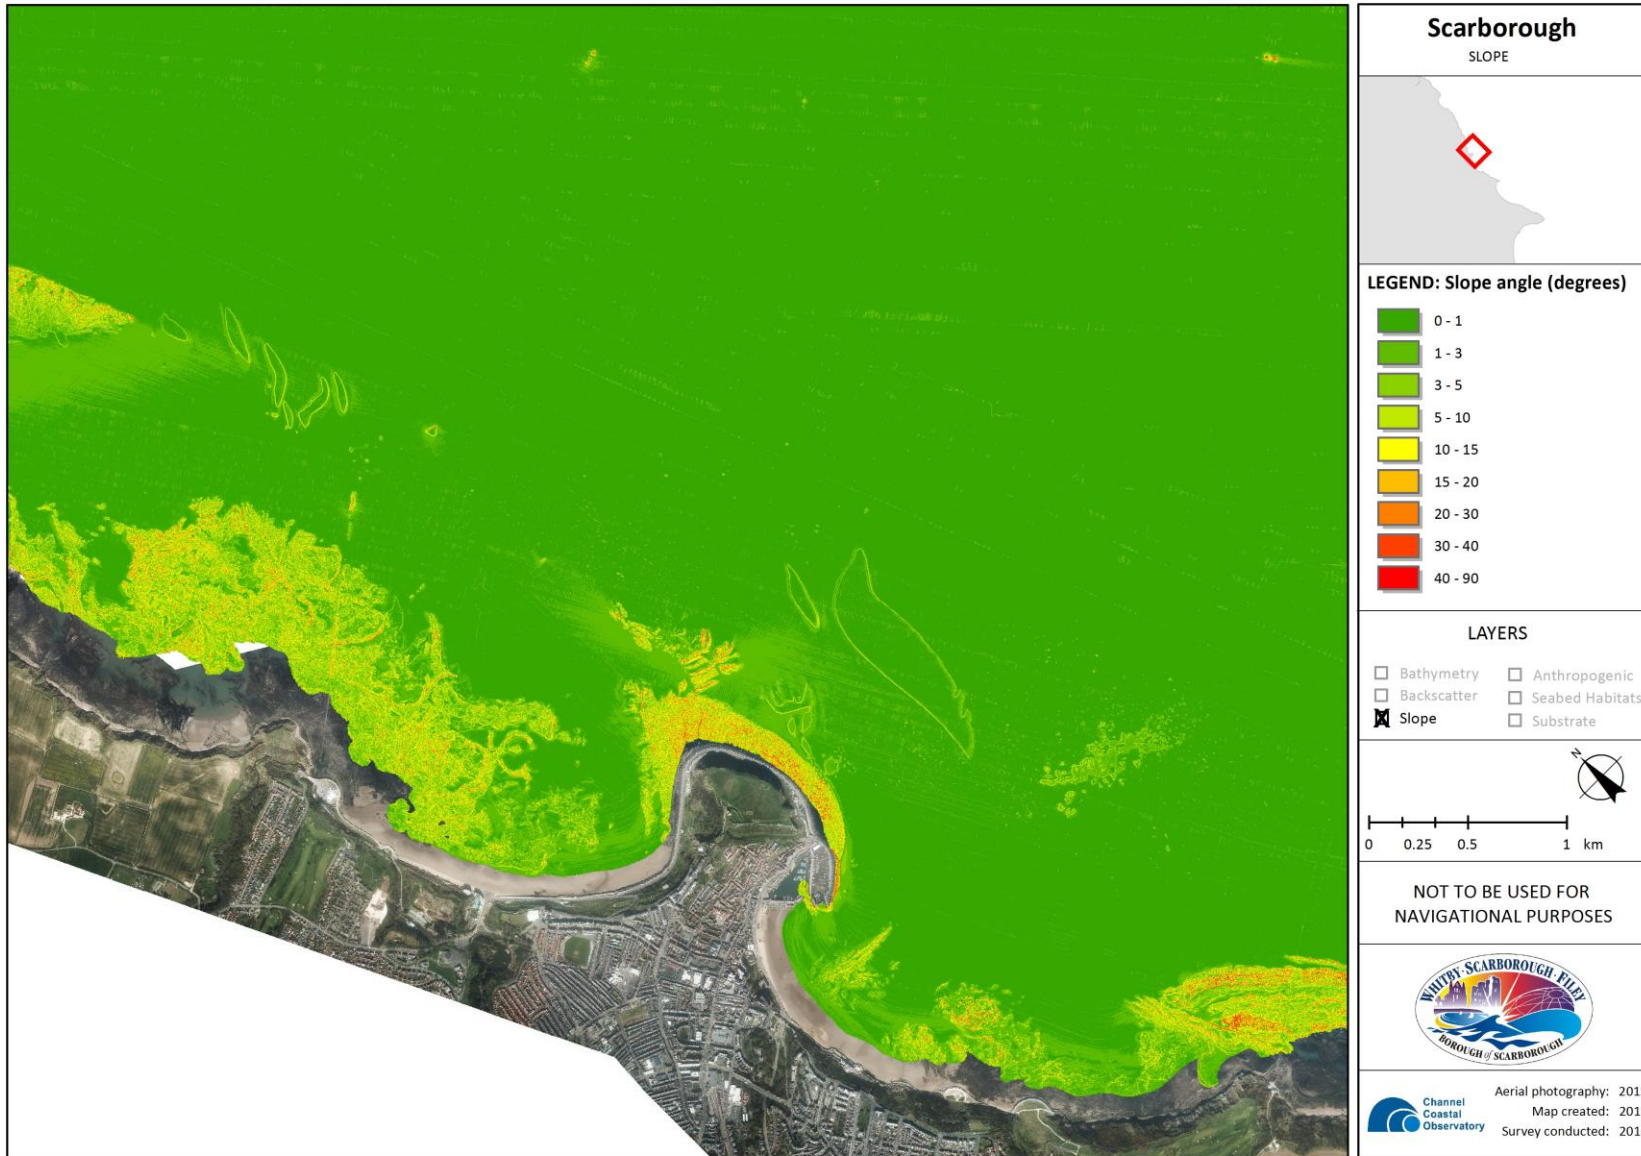 Scarborough
SLOPE
LEGEND: Slope angle (degrees)
0 - 1
1 - 3
3 - 5
5 - 10
10 - 15
15 - 20
20 - 30
30 - 40
40 - 90
LAYERS
Bathymetry
Anthropogenic
Backscatter
Seabed Habitats
Slope
Substrate
N
0 0.25 0.5 1 km
NOT TO BE USED FOR
NAVIGATIONAL PURPOSES
WHITBY · SCARBOROUGH · FILEY
BOROUGH of SCARBOROUGH
Channel
Coastal
Observatory
Aerial photography: 201
Map created: 201
Survey conducted: 201